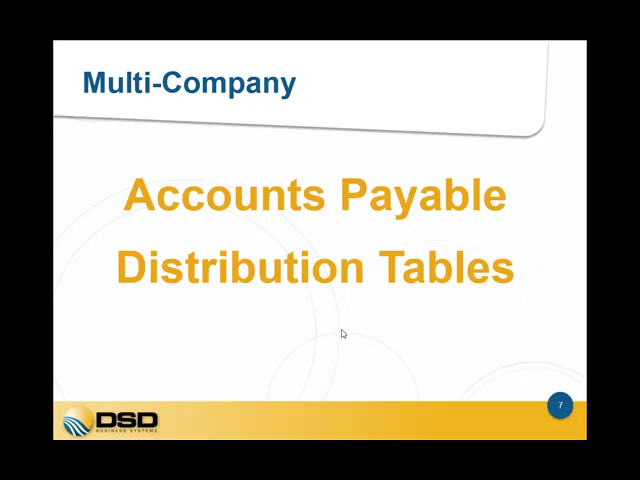 Multi-Company
Accounts Payable
Distribution Tables
7
DSD
BUSINESS SYSTEMS